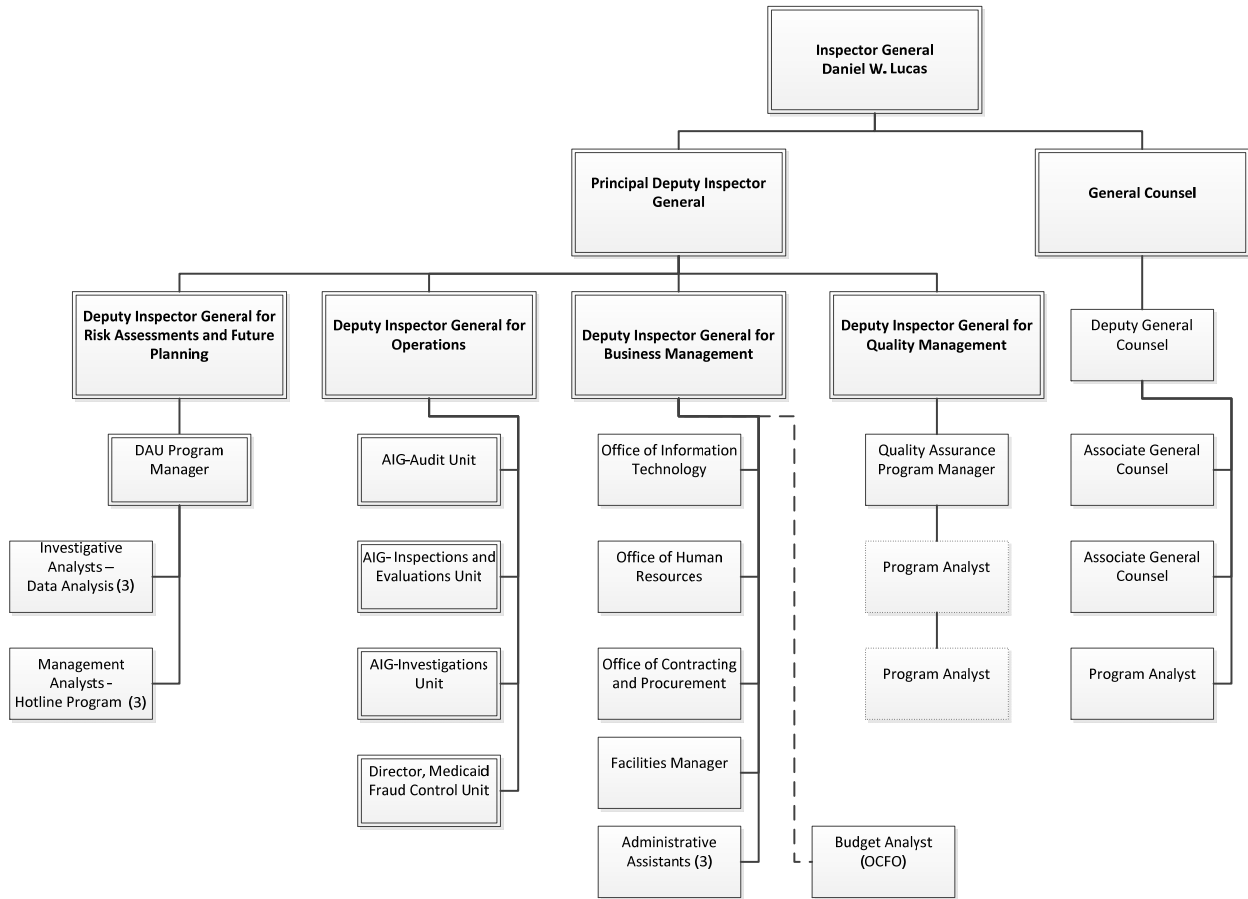 Inspector General
Daniel W. Lucas
Principal Deputy Inspector
General
General Counsel
Deputy Inspector General for
Risk Assessments and Future
Planning
Deputy Inspector General for
Operations
Deputy Inspector General for
Business Management
Deputy Inspector General for
Quality Management
Deputy General
Counsel
DAU Program
Manager
AIG-Audit Unit
Office of Information
Technology
Quality Assurance
Program Manager
Associate General
Counsel
Investigative
Analysts–
Data Analysis (3)
AIG- Inspections and
Evaluations Unit
Office of Human
Resources
Program Analyst
Associate General
Counsel
Management
Analysts-
Hotline Program (3)
AIG-Investigations
Unit
Office of Contracting
and Procurement
Program Analyst
Program Analyst
Director, Medicaid
Fraud Control Unit
Facilities Manager
Administrative
Assistants (3)
Budget Analyst
(OCFO)